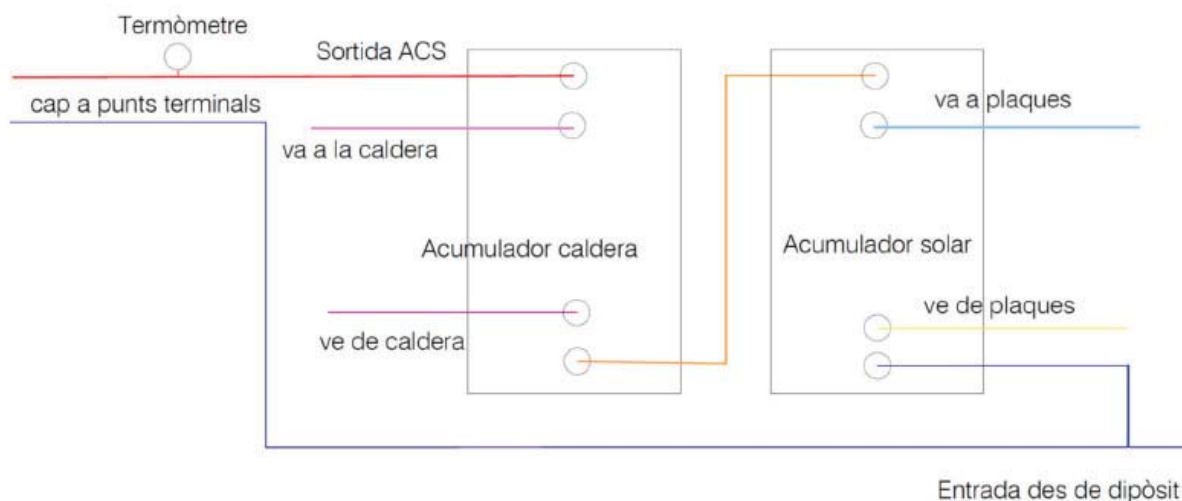 Termòmetre
Sortida ACS
cap a punts terminals
va a plaques
va a la caldera
Acumulador caldera
Acumulador solar
ve de plaques
ve de caldera
Entrada des de dipòsit